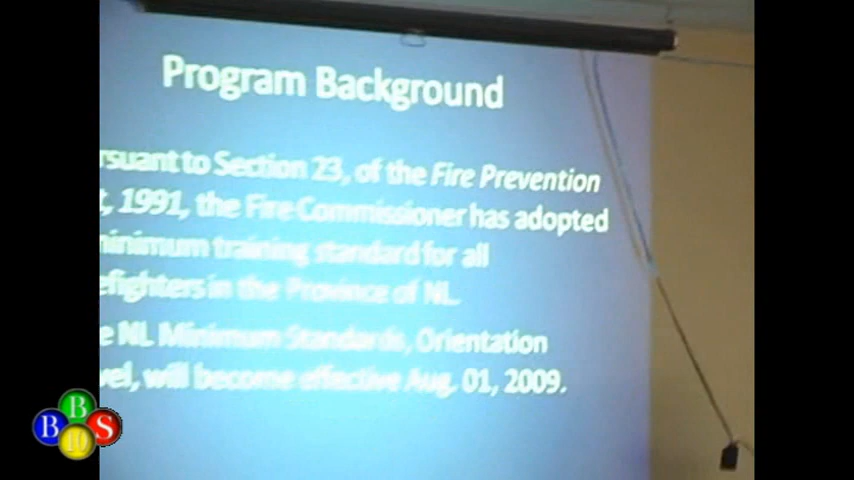 Program Background
rsuant to Section 23, of the Fire Prevention
t, 1991, the Fire Commissioner has adopted
minimum training standard for all
efighters in the Province of NL.
e NL Minimum Standards, Orientation
vel, will become effective Aug. 01, 2009.
B
B S
10